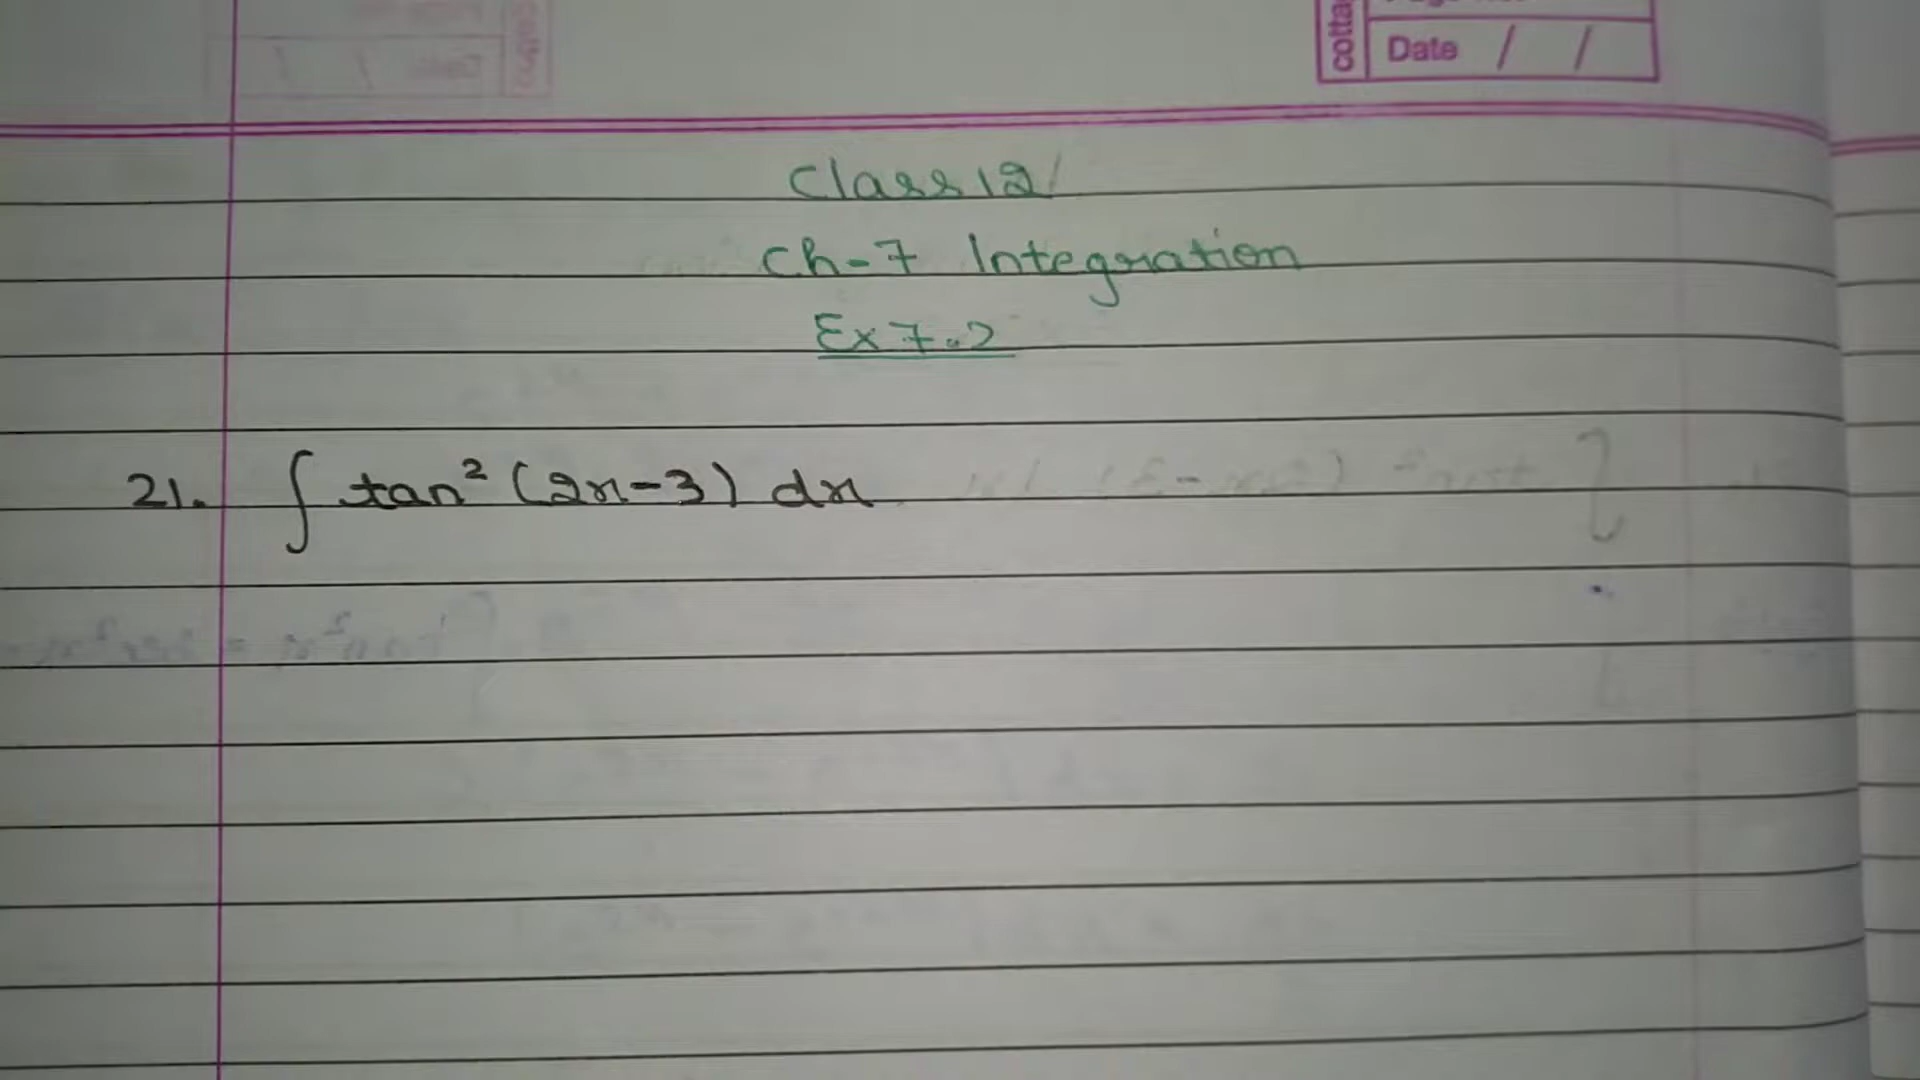 Date / /
Class 12
Ch-7 Integration
Ex 7.2
21. ∫ tan² (2x-3) dx